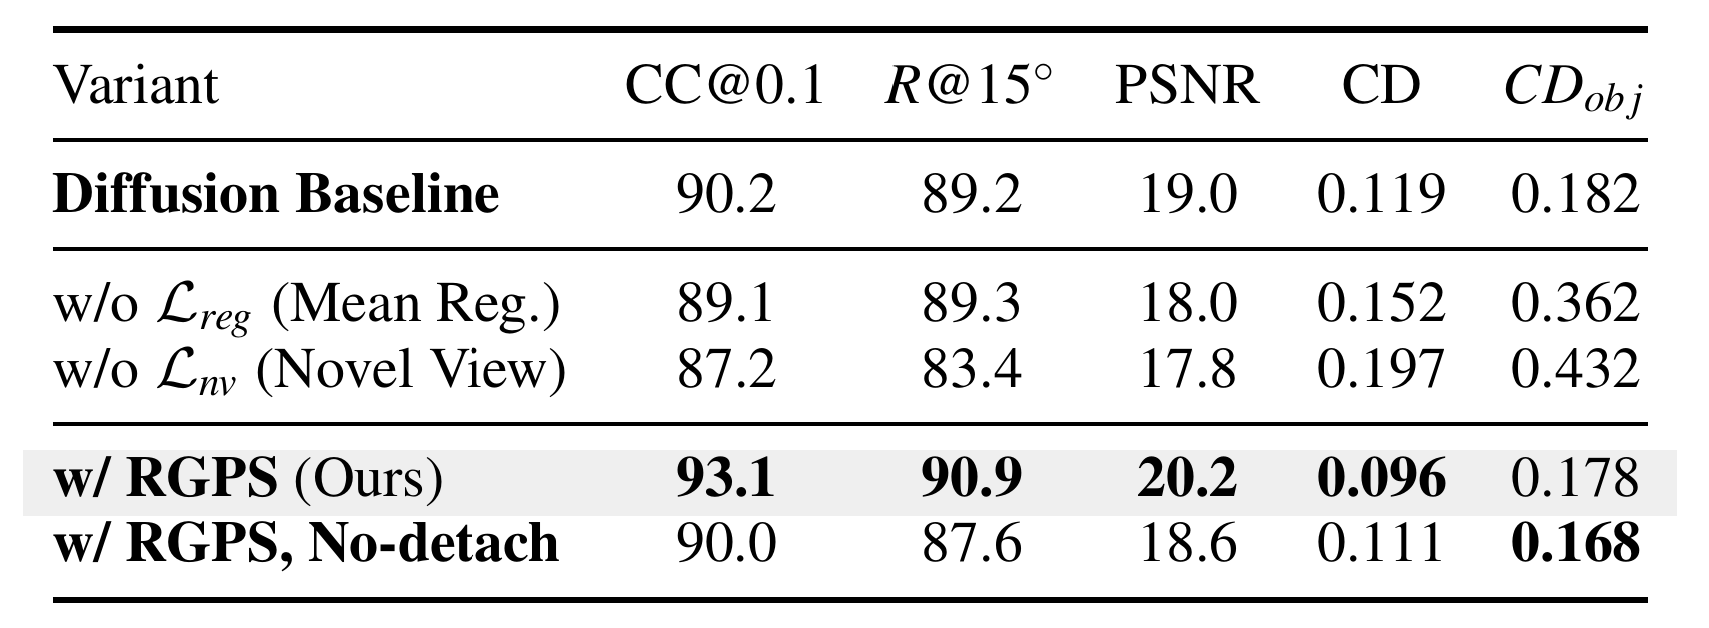 Variant CC@0.1 R@15° PSNR CD CD_obj
Diffusion Baseline 90.2 89.2 19.0 0.119 0.182
w/o ℒ_reg (Mean Reg.) 89.1 89.3 18.0 0.152 0.362
w/o ℒ_nv (Novel View) 87.2 83.4 17.8 0.197 0.432
w/ RGPS (Ours) 93.1 90.9 20.2 0.096 0.178
w/ RGPS, No-detach 90.0 87.6 18.6 0.111 0.168